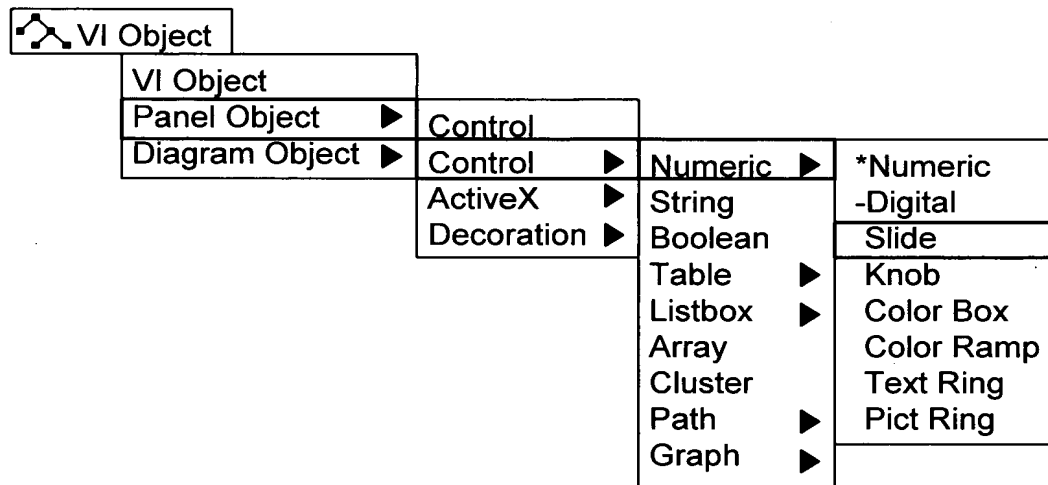 VI Object
VI Object
Panel Object
Diagram Object
Control
Control
ActiveX
Decoration
Numeric
String
Boolean
Table
Listbox
Array
Cluster
Path
Graph
*Numeric
-Digital
Slide
Knob
Color Box
Color Ramp
Text Ring
Pict Ring